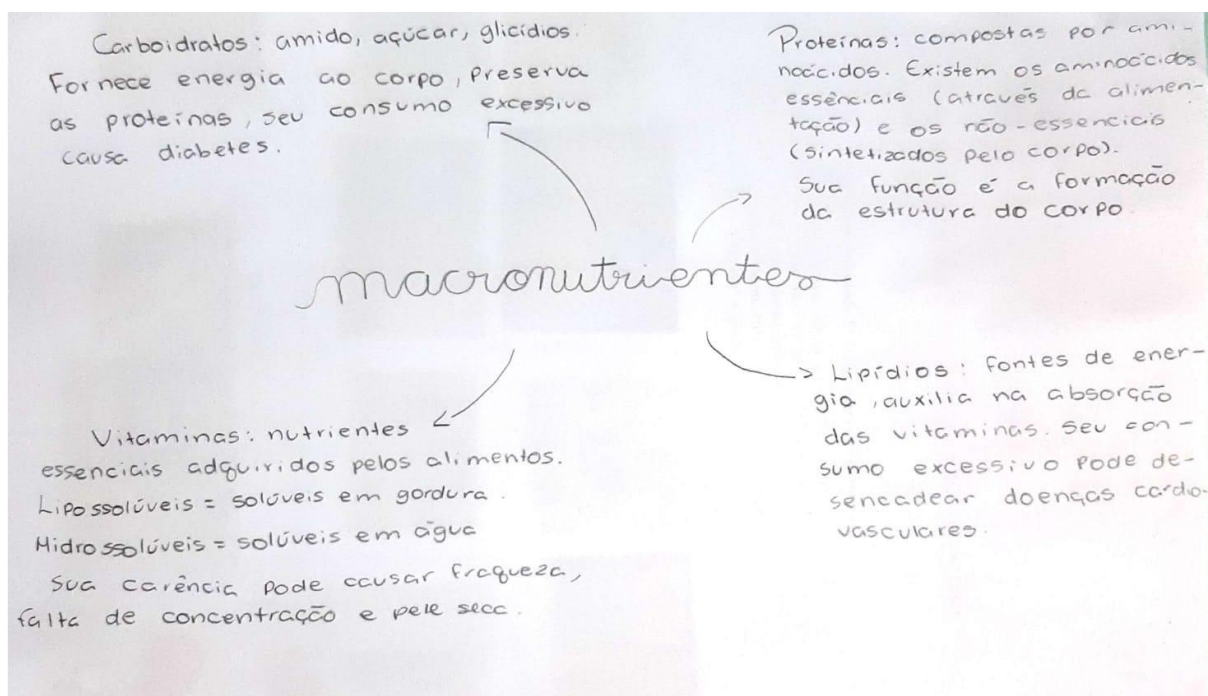 Carboidratos: amido, açúcar, glicídios.
Fornece energia ao corpo, preserva
as proteínas, seu consumo excessivo
causa diabetes.
Proteínas: compostas por ami-
noácidos. Existem os aminoácidos
essênciais (através da alimen-
tação) e os não-essenciais
(sintetizados pelo corpo).
Sua função é a formação
da estrutura do corpo.
macronutrientes
Vitaminas: nutrientes
essenciais adquiridos pelos alimentos.
Lipossolúveis = solúveis em gordura.
Hidrossolúveis = solúveis em água
Sua carência pode causar fraqueza,
falta de concentração e pele seca.
Lipídios: fontes de ener-
gia, auxilia na absorção
das vitaminas. Seu con-
sumo excessivo pode de-
sencadear doenças cardio-
vasculares.